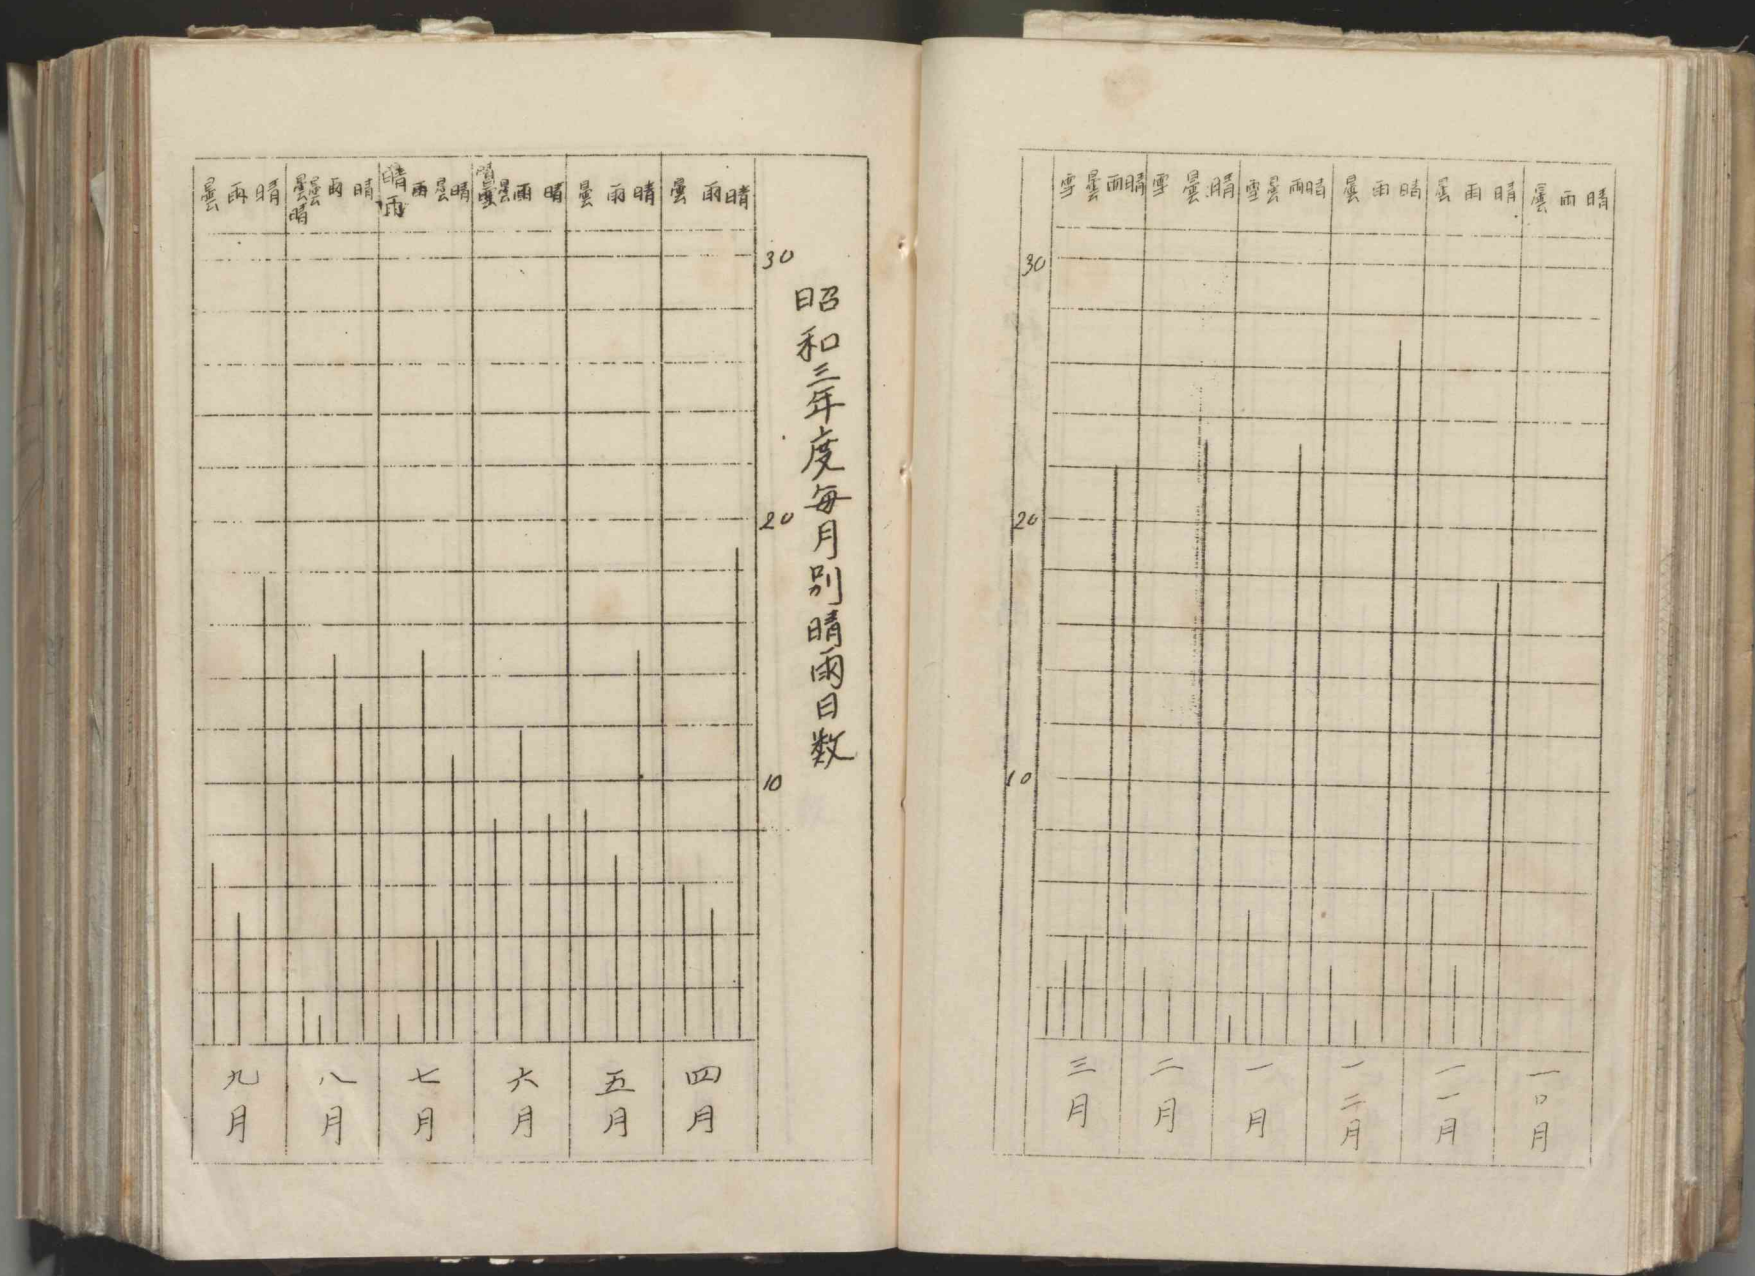 昭和三年度毎月別晴雨日数
30
20
10
晴 雨 曇
晴 雨 曇
晴 雨 曇
晴 曇 雨 晴雨
晴 雨 曇 曇晴
晴 雨 曇
四月
五月
六月
七月
八月
九月
30
20
10
晴 雨 曇
晴 雨 曇
晴 雨 曇
晴 雨 曇 雪
晴 曇 雪
晴 雨 曇 雪
一〇月
一一月
一二月
一月
二月
三月